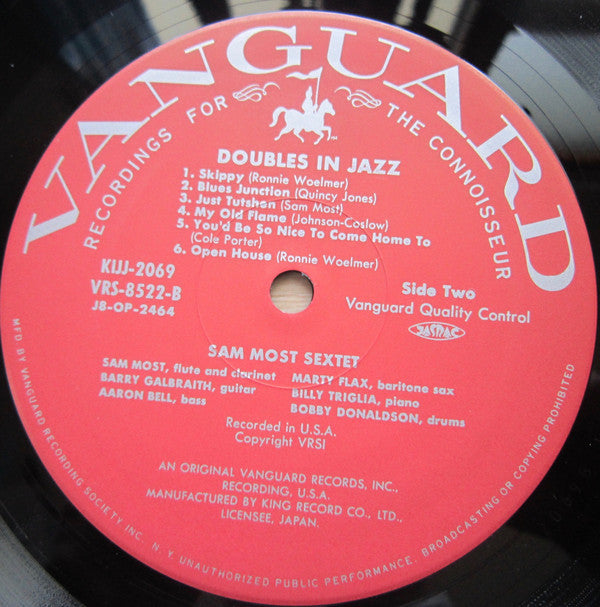 VANGUARD
RECORDINGS FOR THE CONNOISSEUR
DOUBLES IN JAZZ
1. Skippy (Ronnie Woelmer)
2. Blues Junction (Quincy Jones)
3. Just Tutshen (Sam Most)
4. My Old Flame (Johnson-Coslow)
5. You'd Be So Nice To Come Home To
(Cole Porter)
6. Open House (Ronnie Woelmer)
KIJJ-2069
VRS-8522-B
J8-OP-2464
Side Two
Vanguard Quality Control
JASRAC
SAM MOST SEXTET
SAM MOST, flute and clarinet
BARRY GALBRAITH, guitar
AARON BELL, bass
MARTY FLAX, baritone sax
BILLY TRIGLIA, piano
BOBBY DONALDSON, drums
Recorded in U.S.A.
Copyright VRSI
AN ORIGINAL VANGUARD RECORDS, INC.,
RECORDING, U.S.A.
MANUFACTURED BY KING RECORD CO., LTD.,
LICENSEE, JAPAN.
MFD. BY VANGUARD RECORDING SOCIETY INC. N. Y. UNAUTHORIZED PUBLIC PERFORMANCE, BROADCASTING OR COPYING PROHIBITED